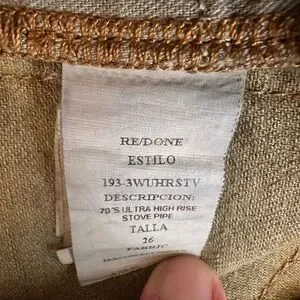 RE/DONE
ESTILO
193-3WUHRSTV
DESCRIPCION:
70'S ULTRA HIGH RISE
STOVE PIPE
TALLA
26
FABRIC